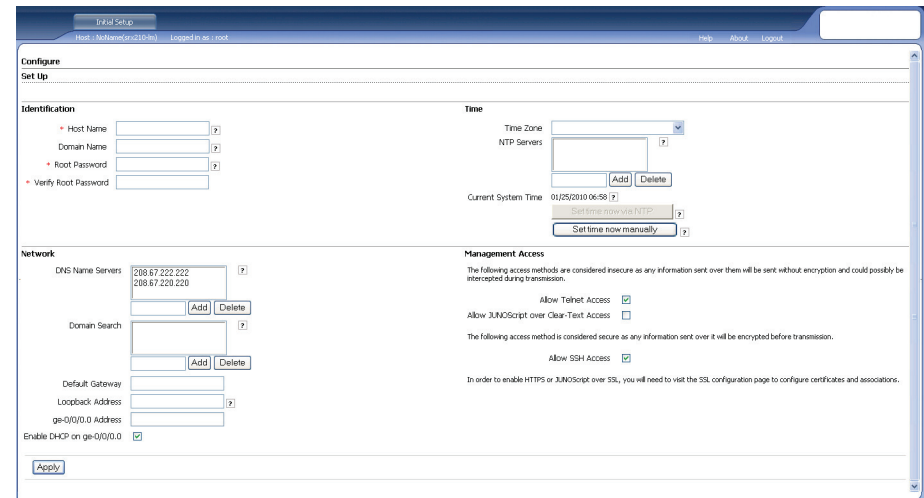 Initial Setup
Host : NoName(srx210-lm) Logged in as : root
Help About Logout
Configure
Set Up
Identification
* Host Name ?
Domain Name ?
* Root Password ?
* Verify Root Password
Time
Time Zone
NTP Servers ?
Add Delete
Current System Time 01/25/2010 06:58 ?
Set time now via NTP ?
Set time now manually ?
Network
DNS Name Servers ?
208.67.222.222
208.67.220.220
Add Delete
Domain Search ?
Add Delete
Default Gateway
Loopback Address ?
ge-0/0/0.0 Address
Enable DHCP on ge-0/0/0.0
Management Access
The following access methods are considered insecure as any information sent over them will be sent without encryption and could possibly be
intercepted during transmission.
Allow Telnet Access
Allow JUNOScript over Clear-Text Access
The following access method is considered secure as any information sent over it will be encrypted before transmission.
Allow SSH Access
In order to enable HTTPS or JUNOScript over SSL, you will need to visit the SSL configuration page to configure certificates and associations.
Apply